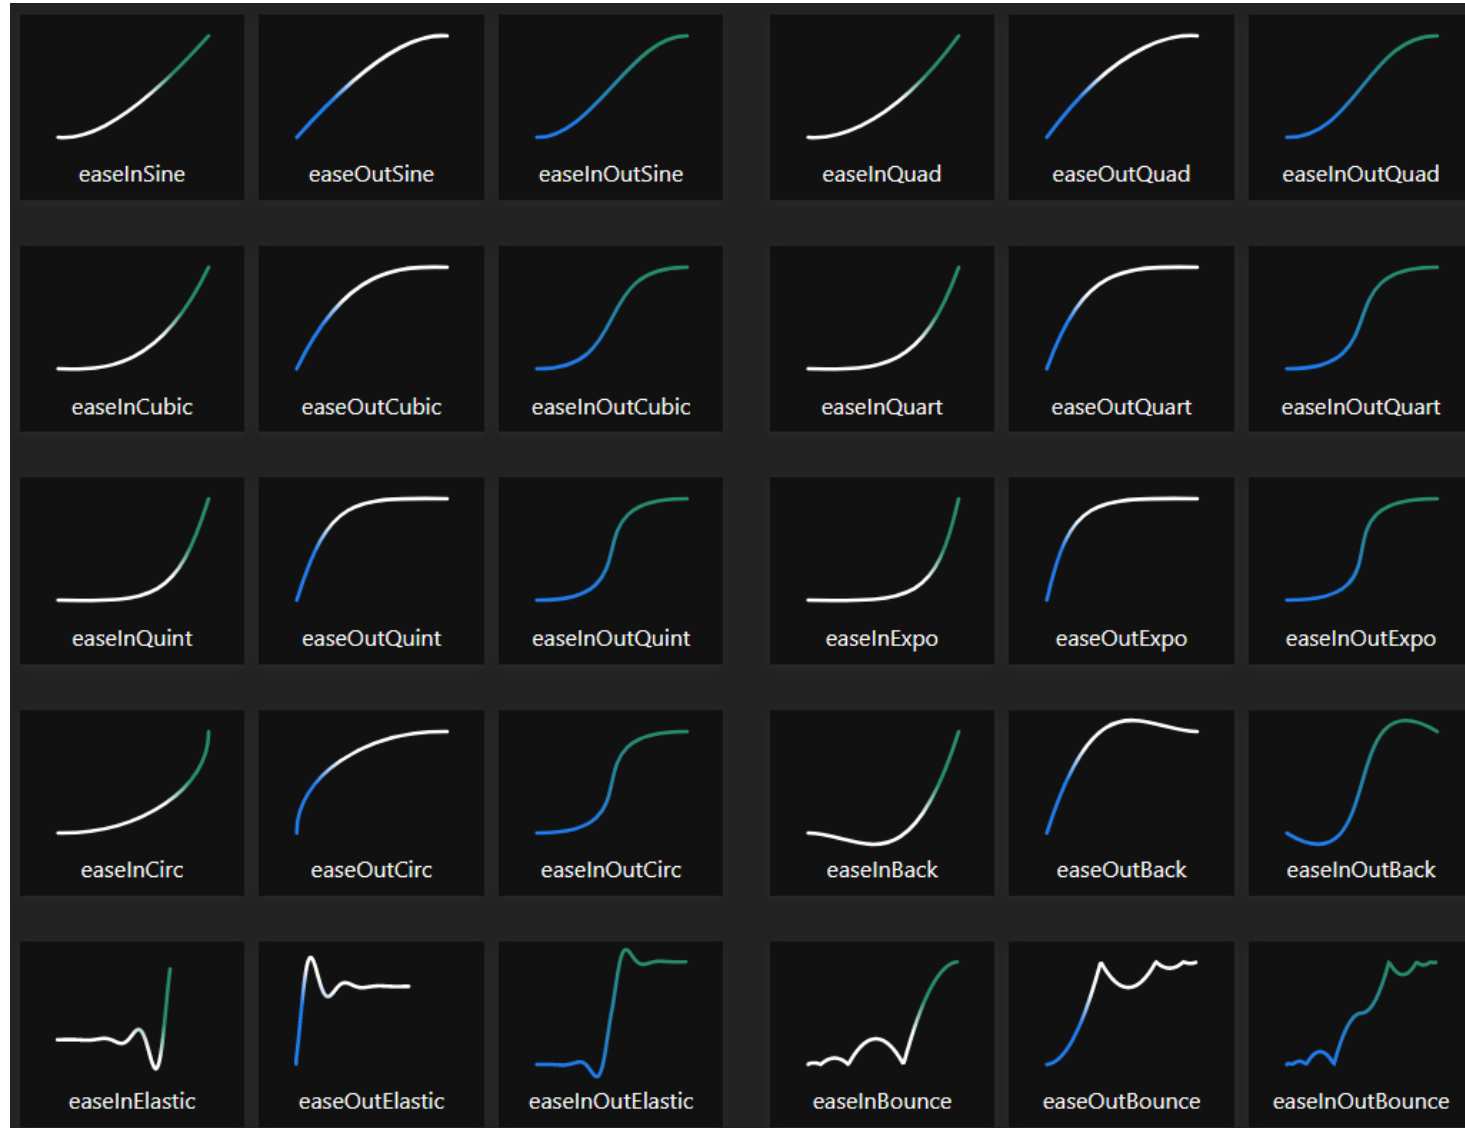 easeInSine
easeOutSine
easeInOutSine
easeInQuad
easeOutQuad
easeInOutQuad
easeInCubic
easeOutCubic
easeInOutCubic
easeInQuart
easeOutQuart
easeInOutQuart
easeInQuint
easeOutQuint
easeInOutQuint
easeInExpo
easeOutExpo
easeInOutExpo
easeInCirc
easeOutCirc
easeInOutCirc
easeInBack
easeOutBack
easeInOutBack
easeInElastic
easeOutElastic
easeInOutElastic
easeInBounce
easeOutBounce
easeInOutBounce